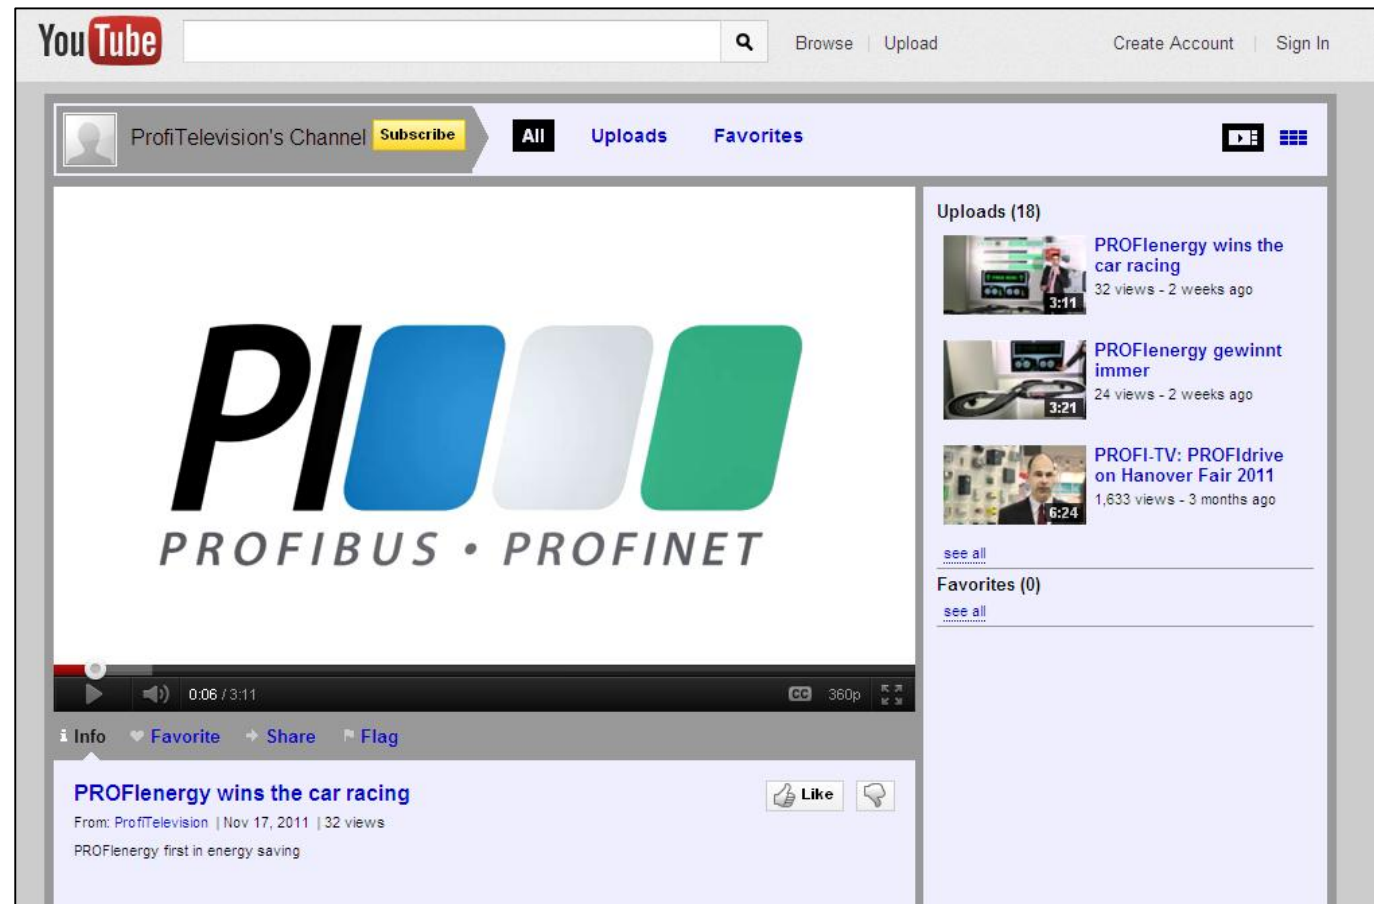 YouTube
Browse | Upload
Create Account | Sign In
ProfiTelevision's Channel Subscribe
All Uploads Favorites
PI
PROFIBUS • PROFINET
0:06 / 3:11
CC 360p
Info Favorite Share Flag
PROFIenergy wins the car racing
Like
From: ProfiTelevision | Nov 17, 2011 | 32 views
PROFIenergy first in energy saving
Uploads (18)
3:11
PROFIenergy wins the
car racing
32 views - 2 weeks ago
3:21
PROFIenergy gewinnt
immer
24 views - 2 weeks ago
6:24
PROFI-TV: PROFIdrive
on Hanover Fair 2011
1,633 views - 3 months ago
see all
Favorites (0)
see all